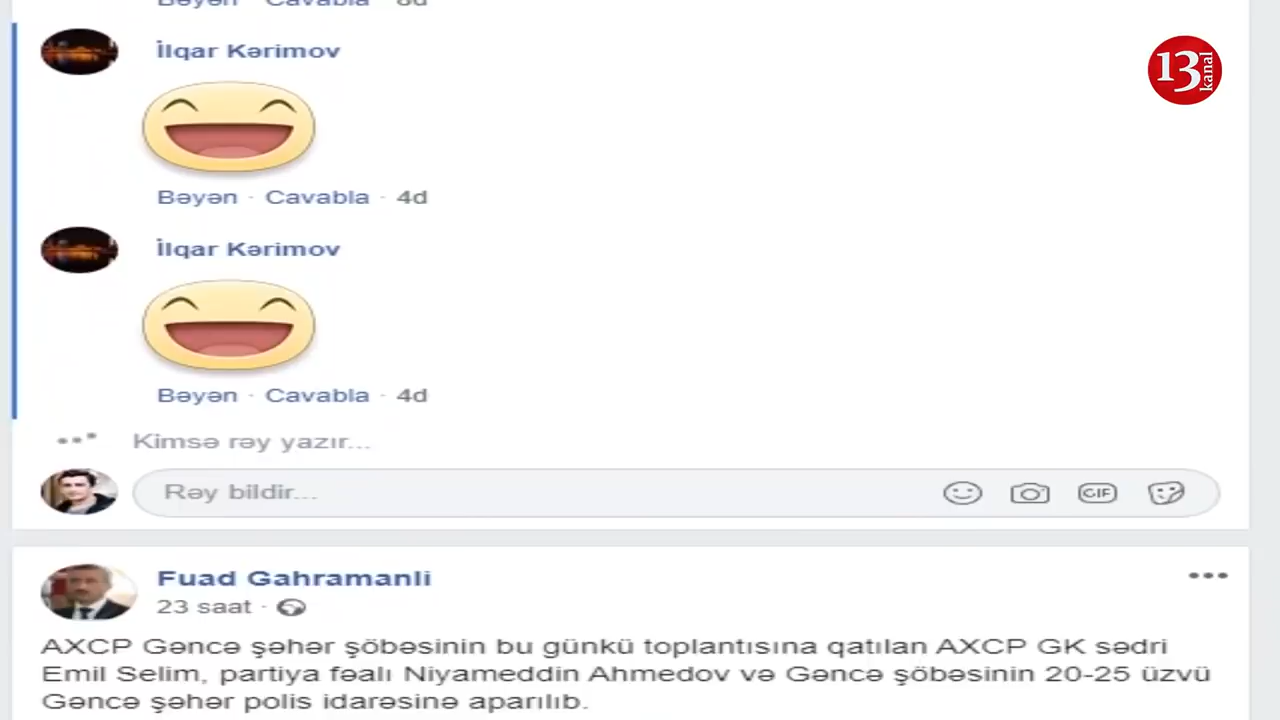 Bəyən · Cavabla · 8d
13
kanal
İlqar Kərimov
Bəyən · Cavabla · 4d
İlqar Kərimov
Bəyən · Cavabla · 4d
Kimsə rəy yazır...
Rəy bildir...
GIF
Fuad Gahramanli
23 saat ·
AXCP Gəncə şəhər şöbəsinin bu günkü toplantısına qatılan AXCP GK sədri
Emil Selim, partiya fəalı Niyameddin Ahmedov və Gəncə şöbəsinin 20-25 üzvü
Gəncə şəhər polis idarəsinə aparılıb.